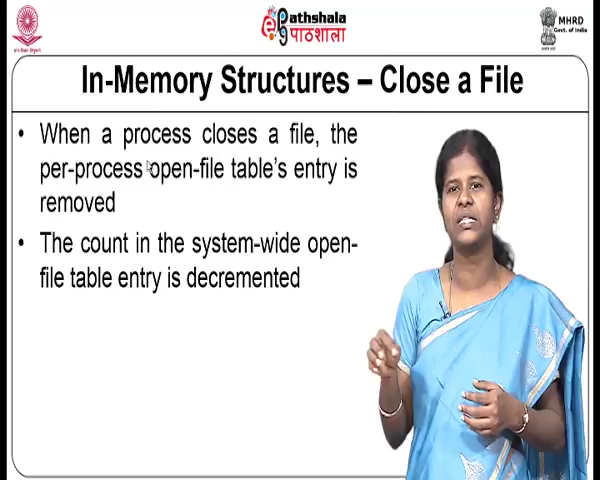 Pathshala
पाठशाला
MHRD
Govt. of India
In-Memory Structures – Close a File
• When a process closes a file, the
per-process open-file table's entry is
removed
• The count in the system-wide open-
file table entry is decremented